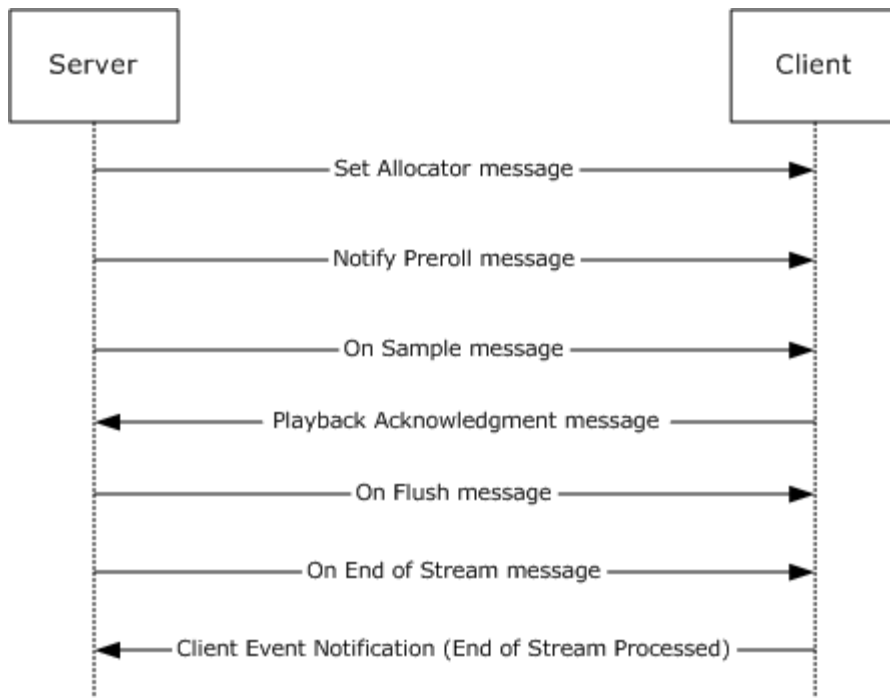 Server
Client
Set Allocator message
Notify Preroll message
On Sample message
Playback Acknowledgment message
On Flush message
On End of Stream message
Client Event Notification (End of Stream Processed)